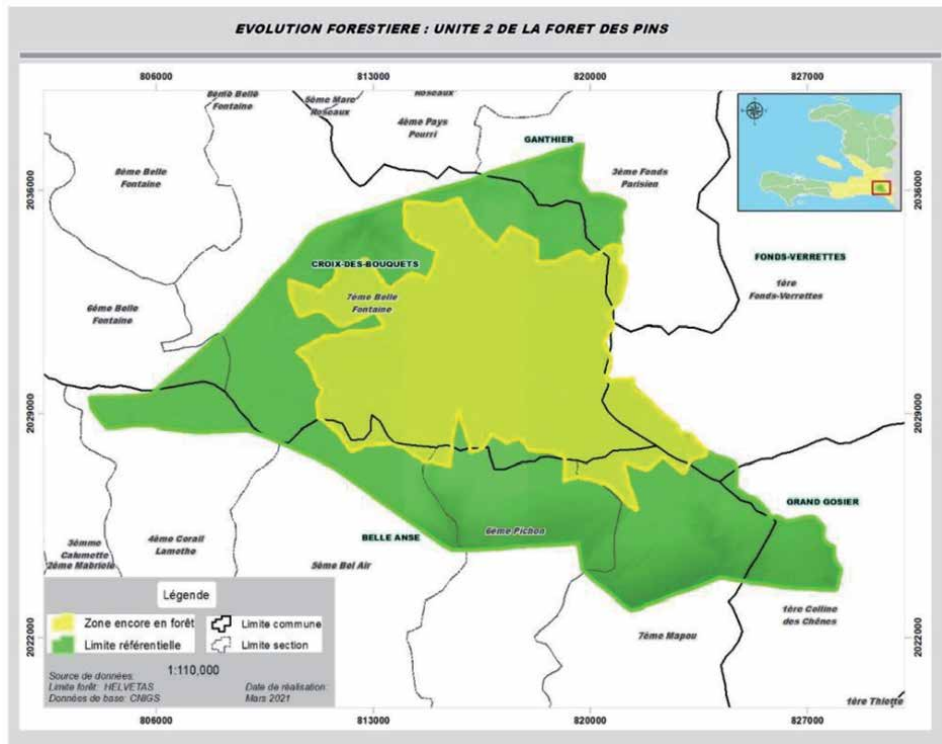 EVOLUTION FORESTIERE : UNITE 2 DE LA FORET DES PINS
806000 813000 820000 827000
8ème Belle
Fontaine
5ème Marc
Roseaux
Roseaux
4ème Pays
Pourri
GANTHIER
8ème Belle
Fontaine
3ème Fonds
Parisien
2036000
2036000
CROIX-DES-BOUQUETS
FONDS-VERRETTES
7ème Belle
Fontaine
1ère
Fonds-Verrettes
6ème Belle
Fontaine
2029000
2029000
GRAND GOSIER
6ème Pichon
BELLE ANSE
3émme
Calumette
2ème Mabriole
4ème Corail
Lamothe
5ème Bel Air
1ère Colline
des Chênes
7ème Mapou
2022000
2022000
1ère Thiotte
Légende
Zone encore en forêt
Limite commune
Limite référentielle
Limite section
1:110,000
Source de données:
Limite forêt: HELVETAS
Données de base: CNIGS
Date de réalisation:
Mars 2021
806000 813000 820000 827000